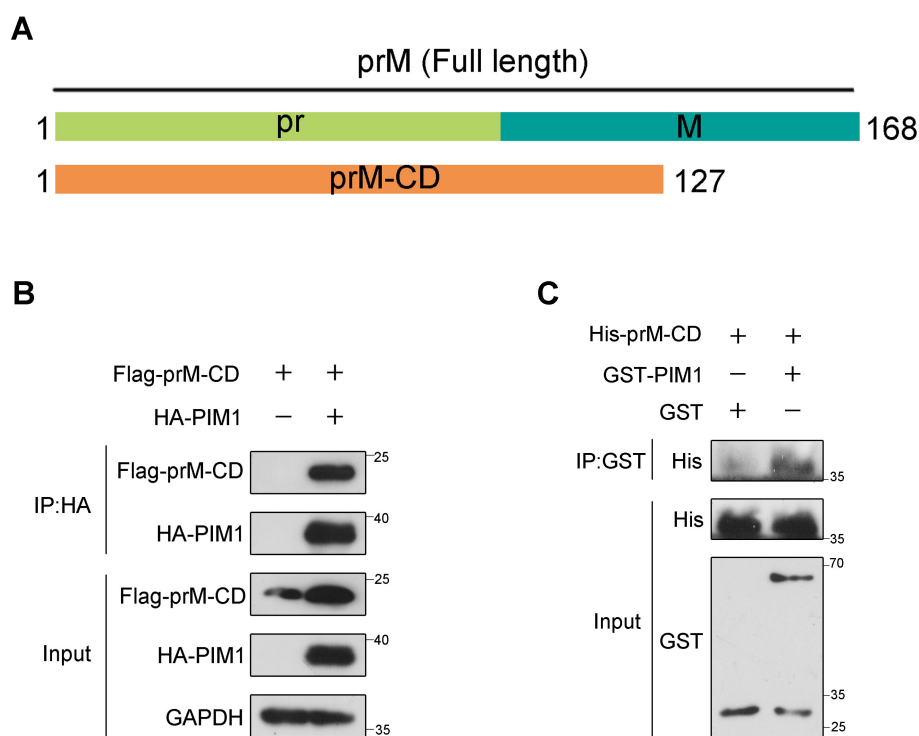 A
prM (Full length)
1 pr M 168
1 prM-CD 127
B
Flag-prM-CD + +
HA-PIM1 − +
IP:HA
Flag-prM-CD 25
HA-PIM1 40
Input
Flag-prM-CD 25
HA-PIM1 40
GAPDH 35
C
His-prM-CD + +
GST-PIM1 − +
GST + −
IP:GST His 35
Input
His 35
GST 70
35
25